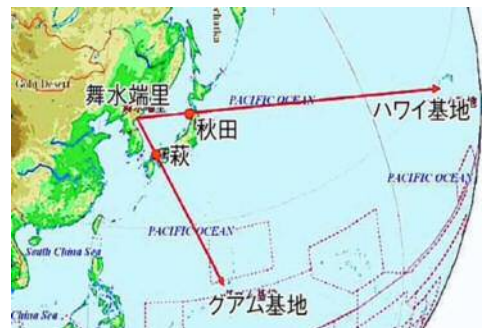 Gobi Desert
舞水端里
PACIFIC OCEAN
ハワイ基地
秋田
萩
PACIFIC OCEAN
PACIFIC OCEAN
South China Sea
グアム基地
China Sea